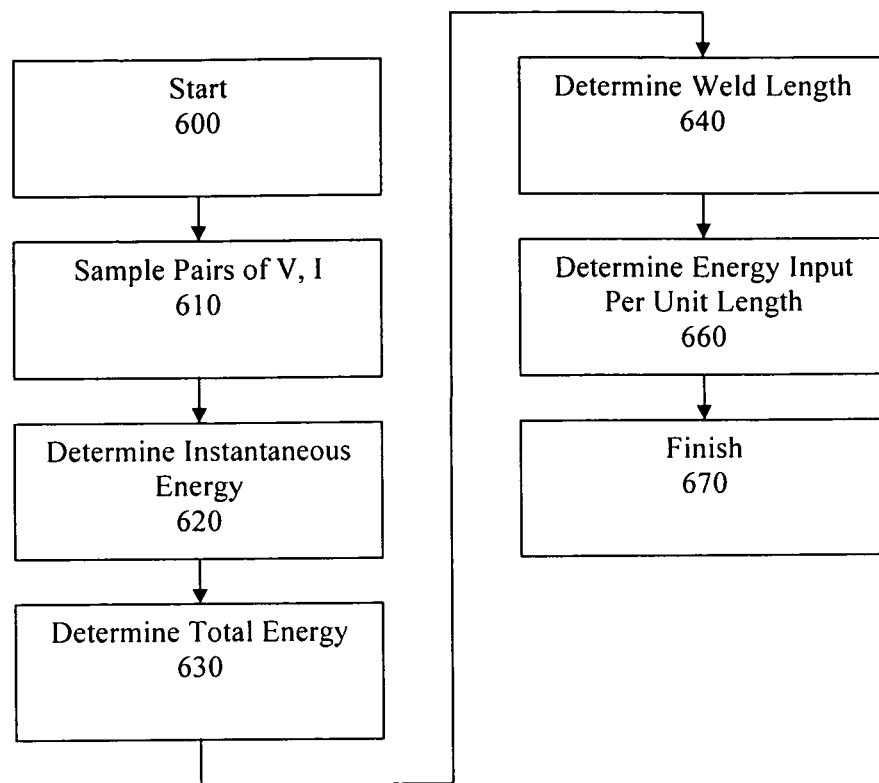 Start
600
Sample Pairs of V, I
610
Determine Instantaneous
Energy
620
Determine Total Energy
630
Determine Weld Length
640
Determine Energy Input
Per Unit Length
660
Finish
670